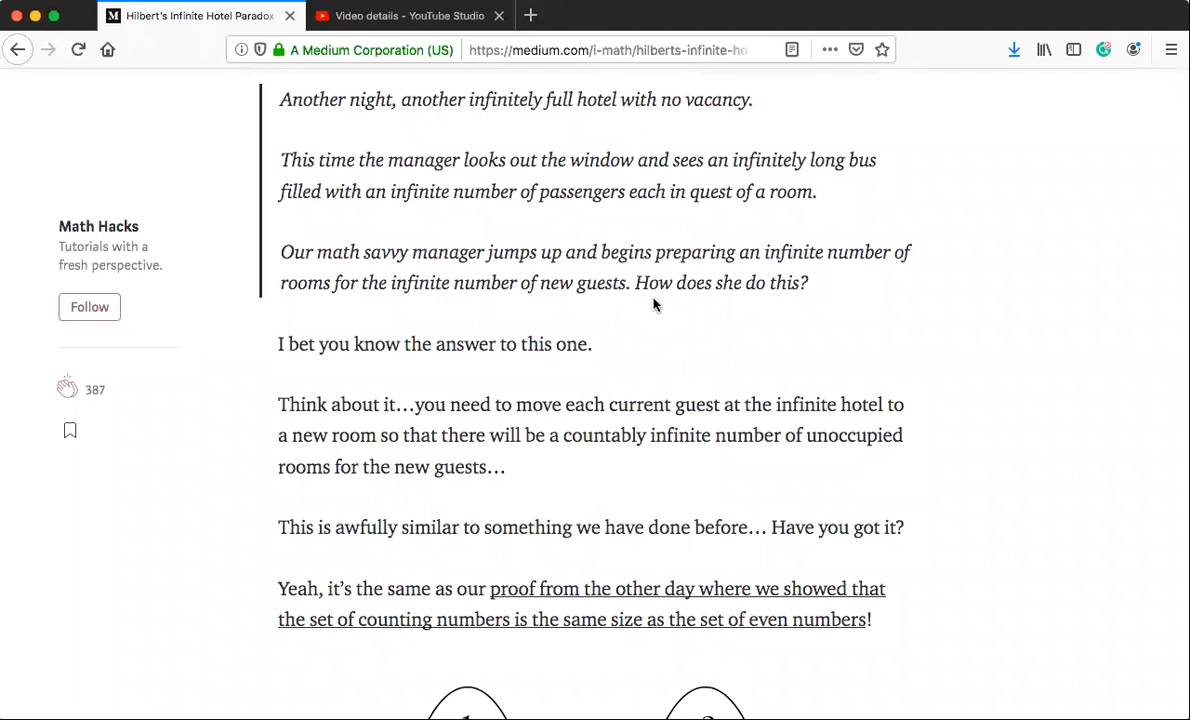 Hilbert's Infinite Hotel Paradox
Video details - YouTube Studio
A Medium Corporation (US)
https://medium.com/i-math/hilberts-infinite-ho
Another night, another infinitely full hotel with no vacancy.
This time the manager looks out the window and sees an infinitely long bus
filled with an infinite number of passengers each in quest of a room.
Math Hacks
Tutorials with a
fresh perspective.
Follow
387
Our math savvy manager jumps up and begins preparing an infinite number of
rooms for the infinite number of new guests. How does she do this?
I bet you know the answer to this one.
Think about it…you need to move each current guest at the infinite hotel to
a new room so that there will be a countably infinite number of unoccupied
rooms for the new guests…
This is awfully similar to something we have done before… Have you got it?
Yeah, it's the same as our proof from the other day where we showed that
the set of counting numbers is the same size as the set of even numbers!